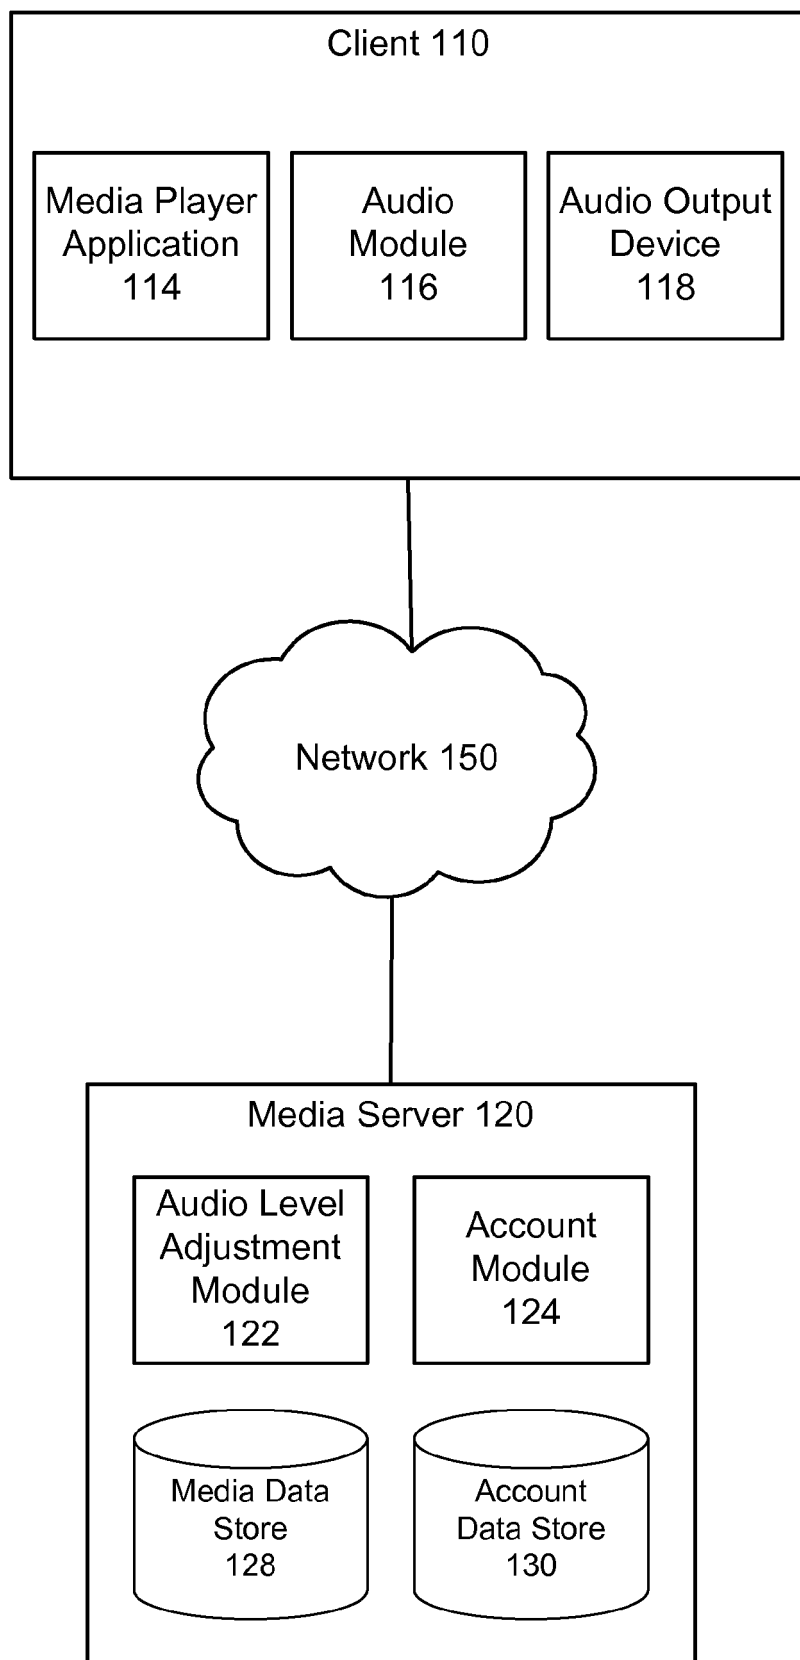 Client 110
Media Player
Application
114
Audio
Module
116
Audio Output
Device
118
Network 150
Media Server 120
Audio Level
Adjustment
Module
122
Account
Module
124
Media Data
Store
128
Account
Data Store
130